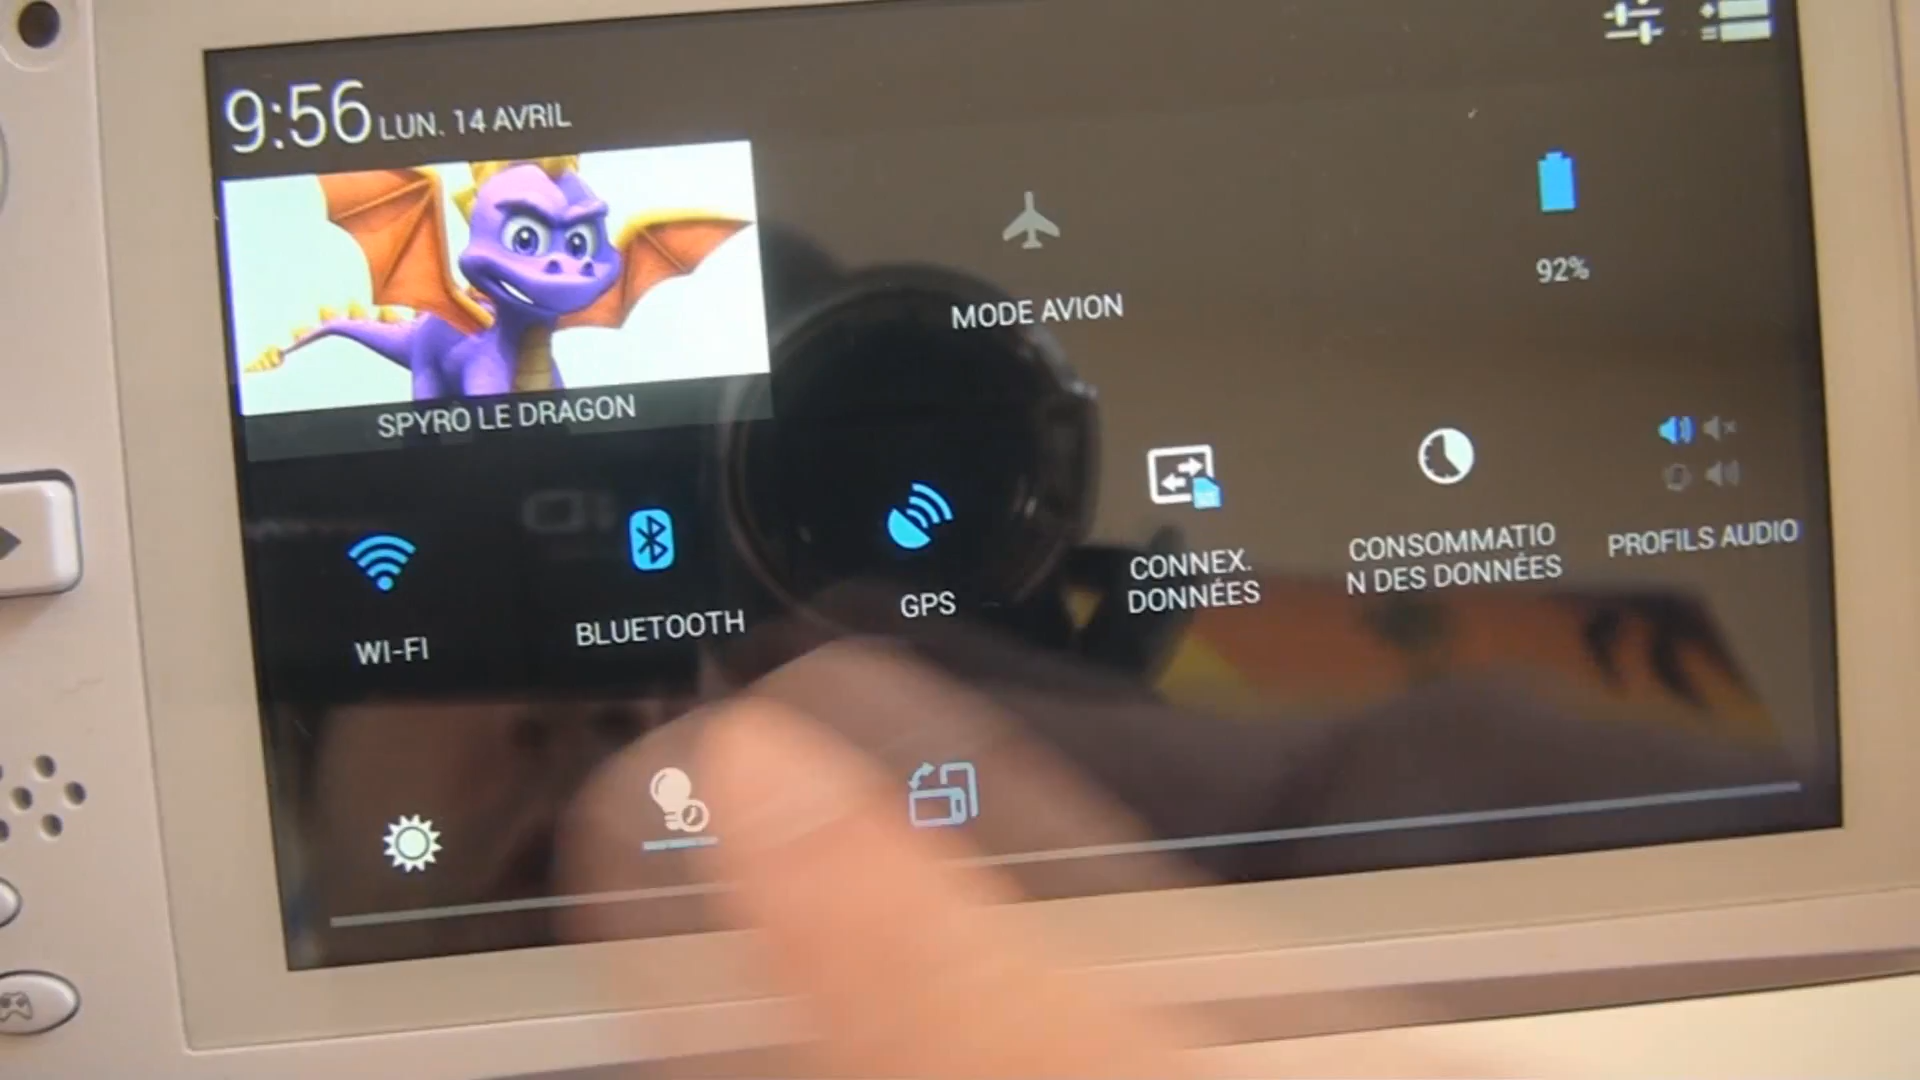 9:56 LUN. 14 AVRIL
92%
MODE AVION
SPYRO LE DRAGON
WI-FI
BLUETOOTH
GPS
CONNEX.
DONNÉES
CONSOMMATIO
N DES DONNÉES
PROFILS AUDIO